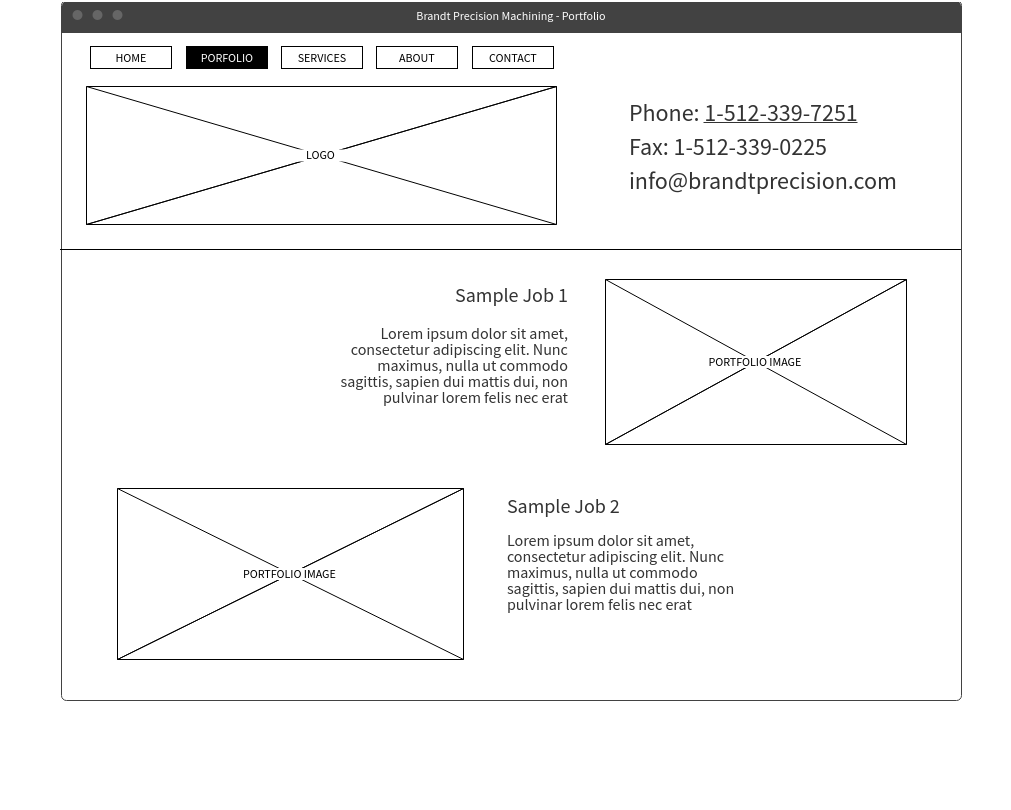 Brandt Precision Machining - Portfolio
HOME PORFOLIO SERVICES ABOUT CONTACT
LOGO
Phone: 1-512-339-7251
Fax: 1-512-339-0225
info@brandtprecision.com
Sample Job 1
Lorem ipsum dolor sit amet,
consectetur adipiscing elit. Nunc
maximus, nulla ut commodo
sagittis, sapien dui mattis dui, non
pulvinar lorem felis nec erat
PORTFOLIO IMAGE
PORTFOLIO IMAGE
Sample Job 2
Lorem ipsum dolor sit amet,
consectetur adipiscing elit. Nunc
maximus, nulla ut commodo
sagittis, sapien dui mattis dui, non
pulvinar lorem felis nec erat